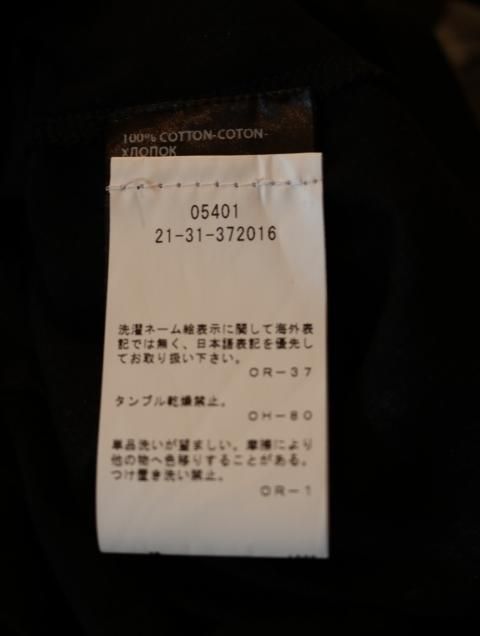 100% COTTON-COTON-
ХЛОПОК
05401
21-31-372016
洗濯ネーム絵表示に関して海外表
記では無く、日本語表記を優先し
てお取り扱い下さい。
CR-37
タンブル乾燥禁止。
CH-80
単品洗いが望ましい。摩擦により
他の物へ色移りすることがある。
つけ置き洗い禁止。
CR-1